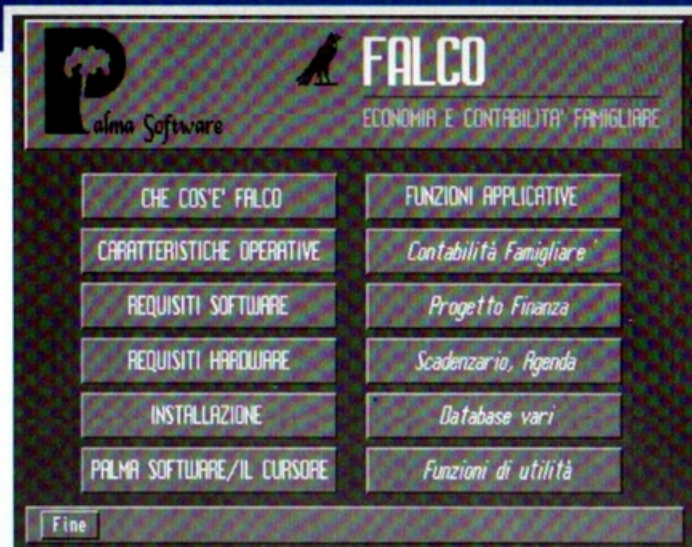 Palma Software
FALCO
ECONOMIA E CONTABILITA' FAMIGLIARE
CHE COS'E' FALCO
FUNZIONI APPLICATIVE
CARATTERISTICHE OPERATIVE
Contabilità Famigliare
REQUISITI SOFTWARE
Progetto Finanza
REQUISITI HARDWARE
Scadenzario, Agenda
INSTALLAZIONE
Database vari
PALMA SOFTWARE/IL CURSORE
Funzioni di utilità
Fine